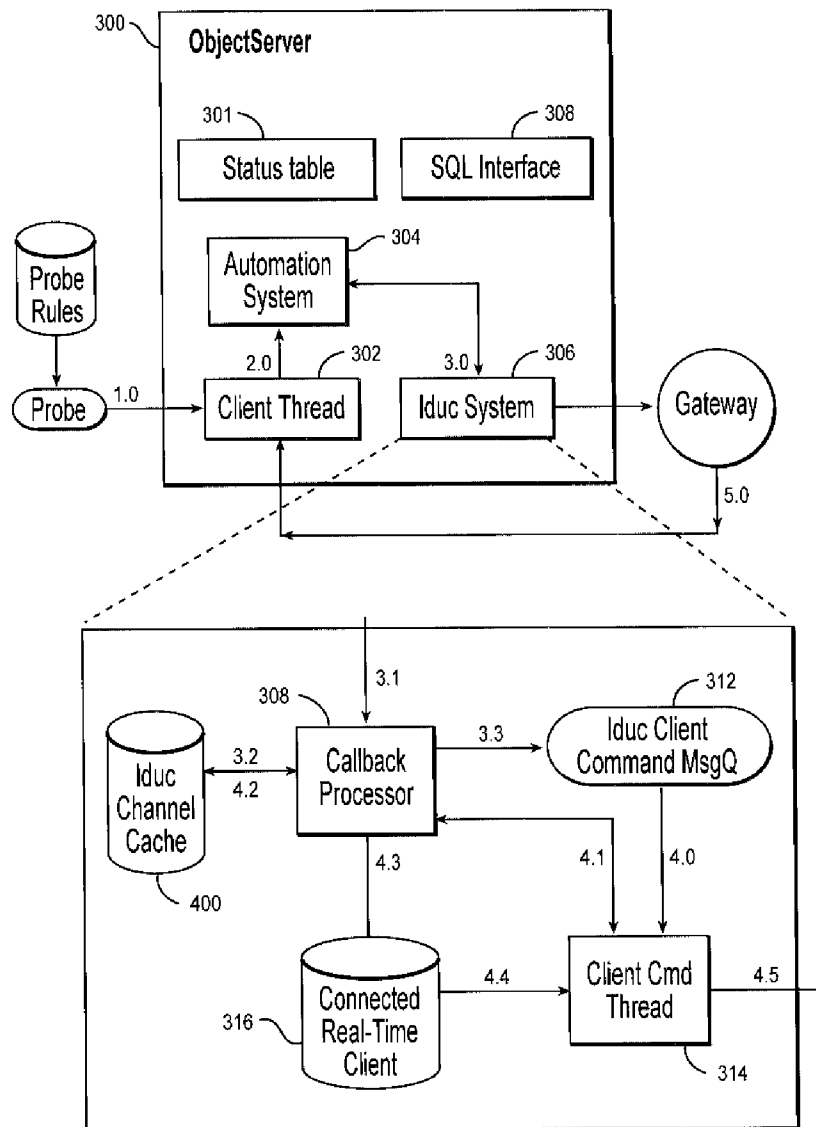 300
ObjectServer
301
308
Status table
SQL Interface
304
Probe
Rules
Automation
System
2.0
302
3.0
306
Probe
1.0
Client Thread
Iduc System
Gateway
5.0
3.1
308
312
Iduc
Channel
Cache
3.2
4.2
Callback
Processor
3.3
Iduc Client
Command MsgQ
400
4.3
4.1
4.0
316
Connected
Real-Time
Client
4.4
Client Cmd
Thread
4.5
314